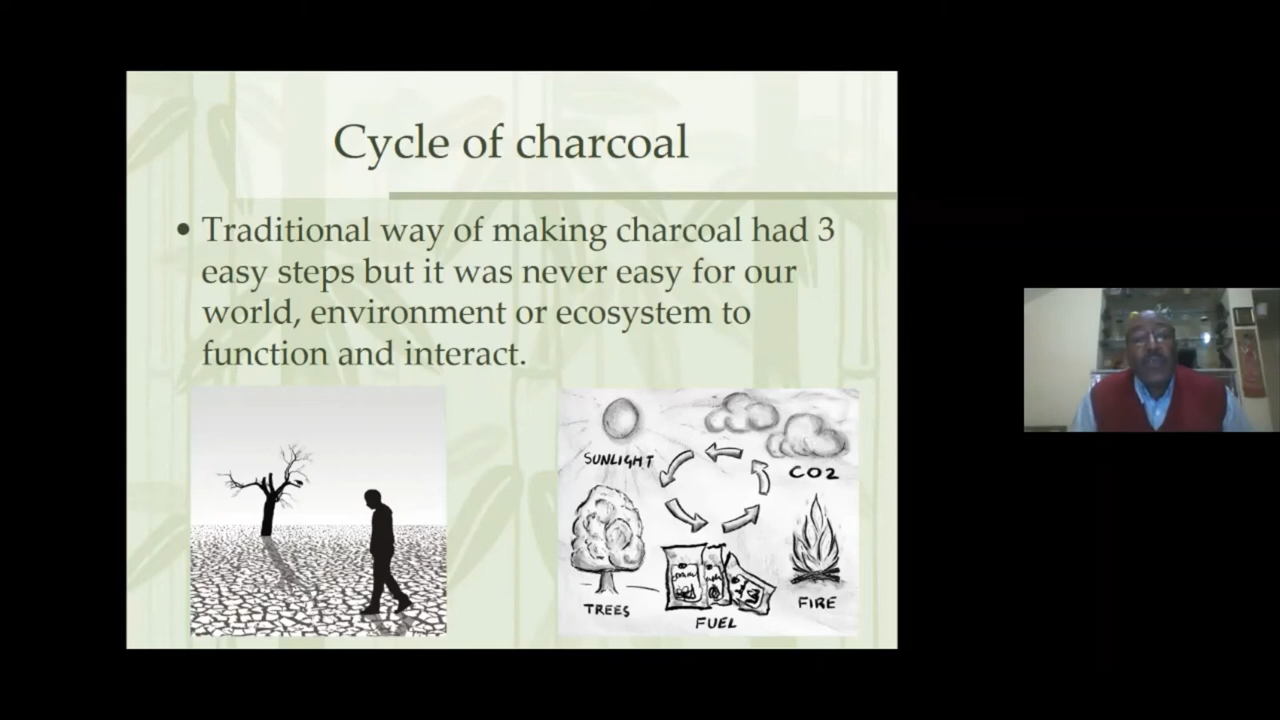 Cycle of charcoal
• Traditional way of making charcoal had 3
easy steps but it was never easy for our
world, environment or ecosystem to
function and interact.
SUNLIGHT
CO2
TREES
FUEL
FIRE